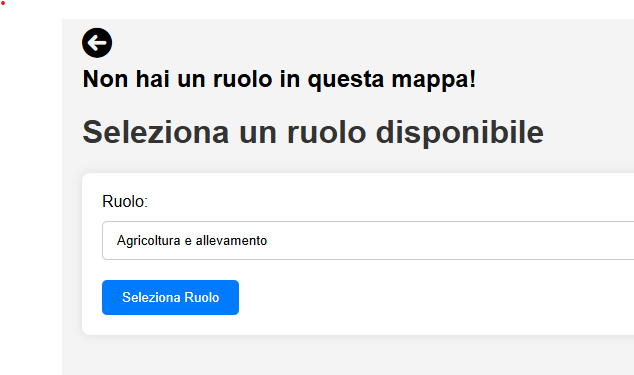 Non hai un ruolo in questa mappa!
Seleziona un ruolo disponibile
Ruolo:
Agricoltura e allevamento
Seleziona Ruolo